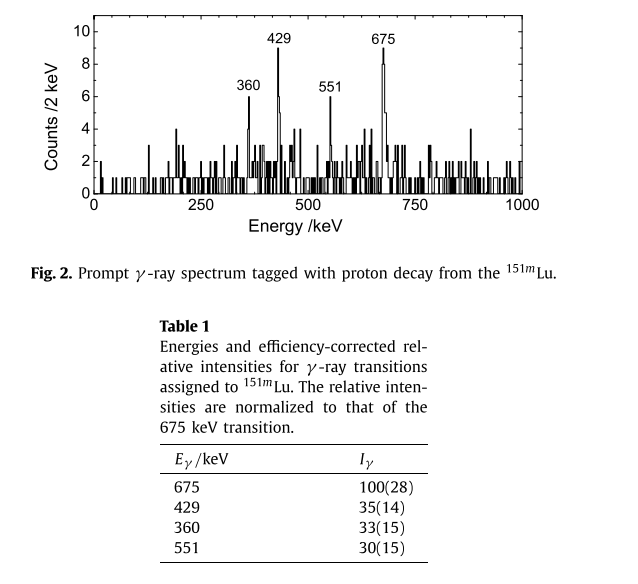 10
8
6
4
2
0
Counts /2 keV
360
429
551
675
0
250
500
750
1000
Energy /keV
Fig. 2. Prompt γ-ray spectrum tagged with proton decay from the ¹⁵¹ᵐLu.
Table 1
Energies and efficiency-corrected rel-
ative intensities for γ-ray transitions
assigned to ¹⁵¹ᵐLu. The relative inten-
sities are normalized to that of the
675 keV transition.
Eγ/keV Iγ
675 100(28)
429 35(14)
360 33(15)
551 30(15)